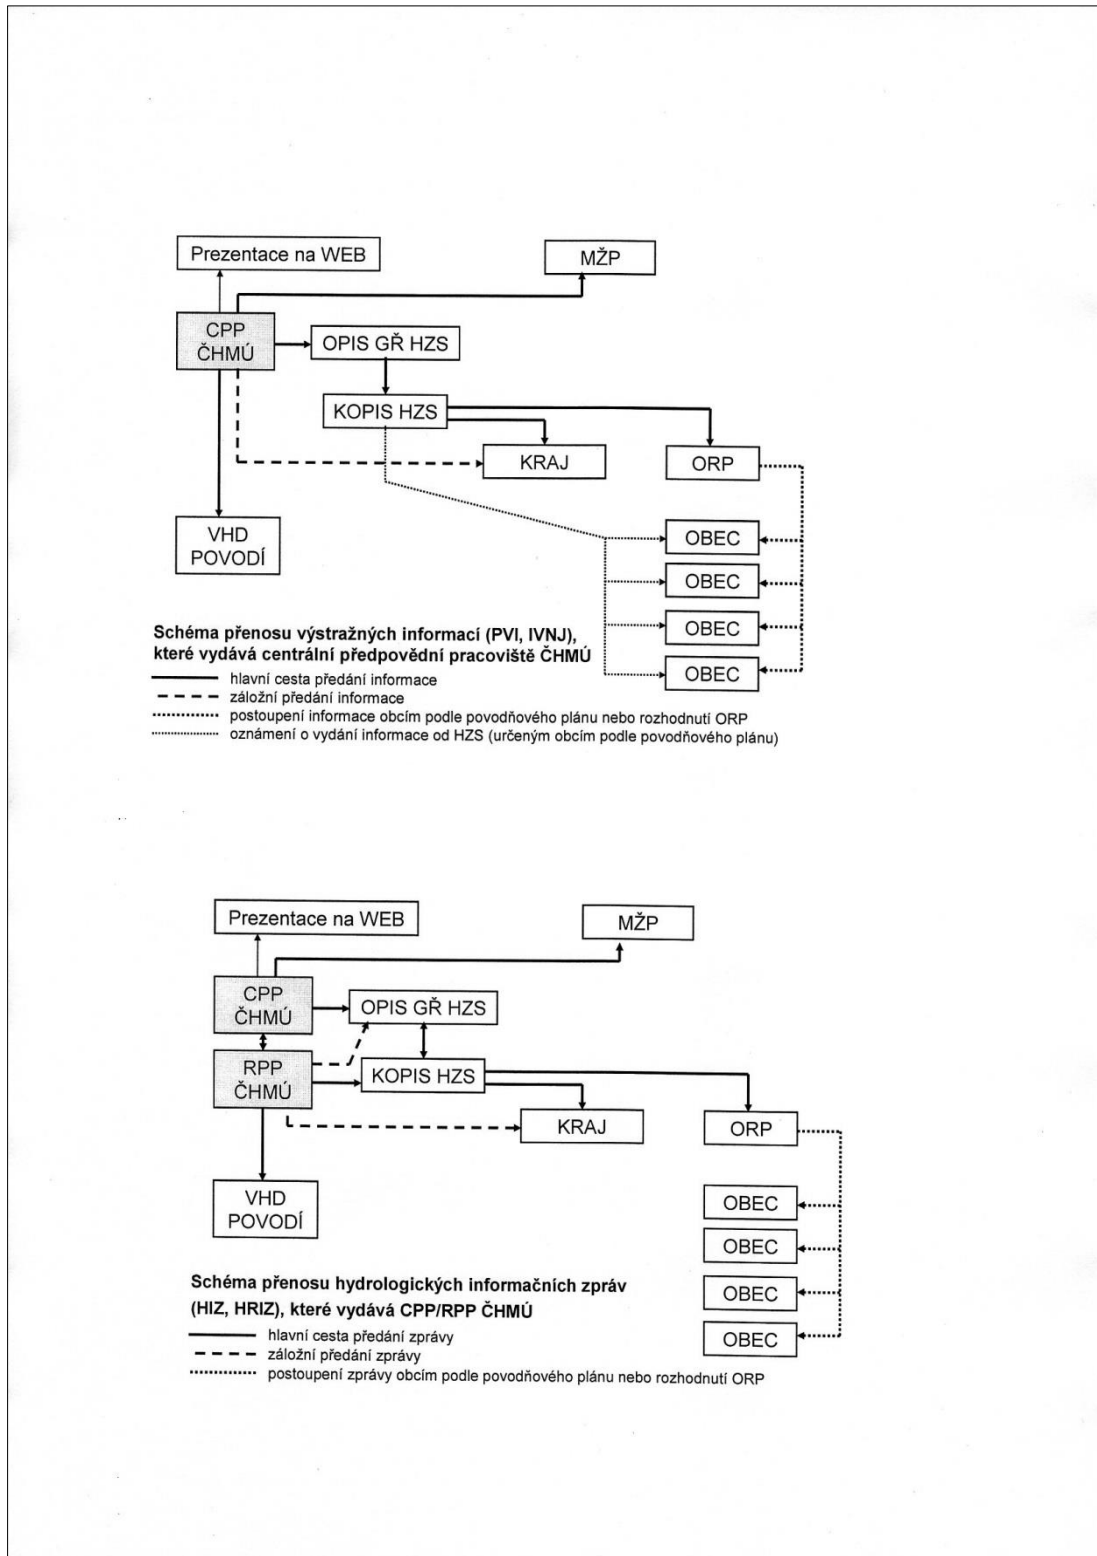 Prezentace na WEB
MŽP
CPP
ČHMÚ
OPIS GŘ HZS
KOPIS HZS
KRAJ
ORP
VHD
POVODÍ
OBEC
OBEC
OBEC
OBEC
Schéma přenosu výstražných informací (PVI, IVNJ),
které vydává centrální předpovědní pracoviště ČHMÚ
hlavní cesta předání informace
záložní předání informace
postoupení informace obcím podle povodňového plánu nebo rozhodnutí ORP
oznámení o vydání informace od HZS (určeným obcím podle povodňového plánu)
Prezentace na WEB
MŽP
CPP
ČHMÚ
OPIS GŘ HZS
RPP
ČHMÚ
KOPIS HZS
KRAJ
ORP
VHD
POVODÍ
OBEC
OBEC
OBEC
OBEC
Schéma přenosu hydrologických informačních zpráv
(HIZ, HRIZ), které vydává CPP/RPP ČHMÚ
hlavní cesta předání zprávy
záložní předání zprávy
postoupení zprávy obcím podle povodňového plánu nebo rozhodnutí ORP